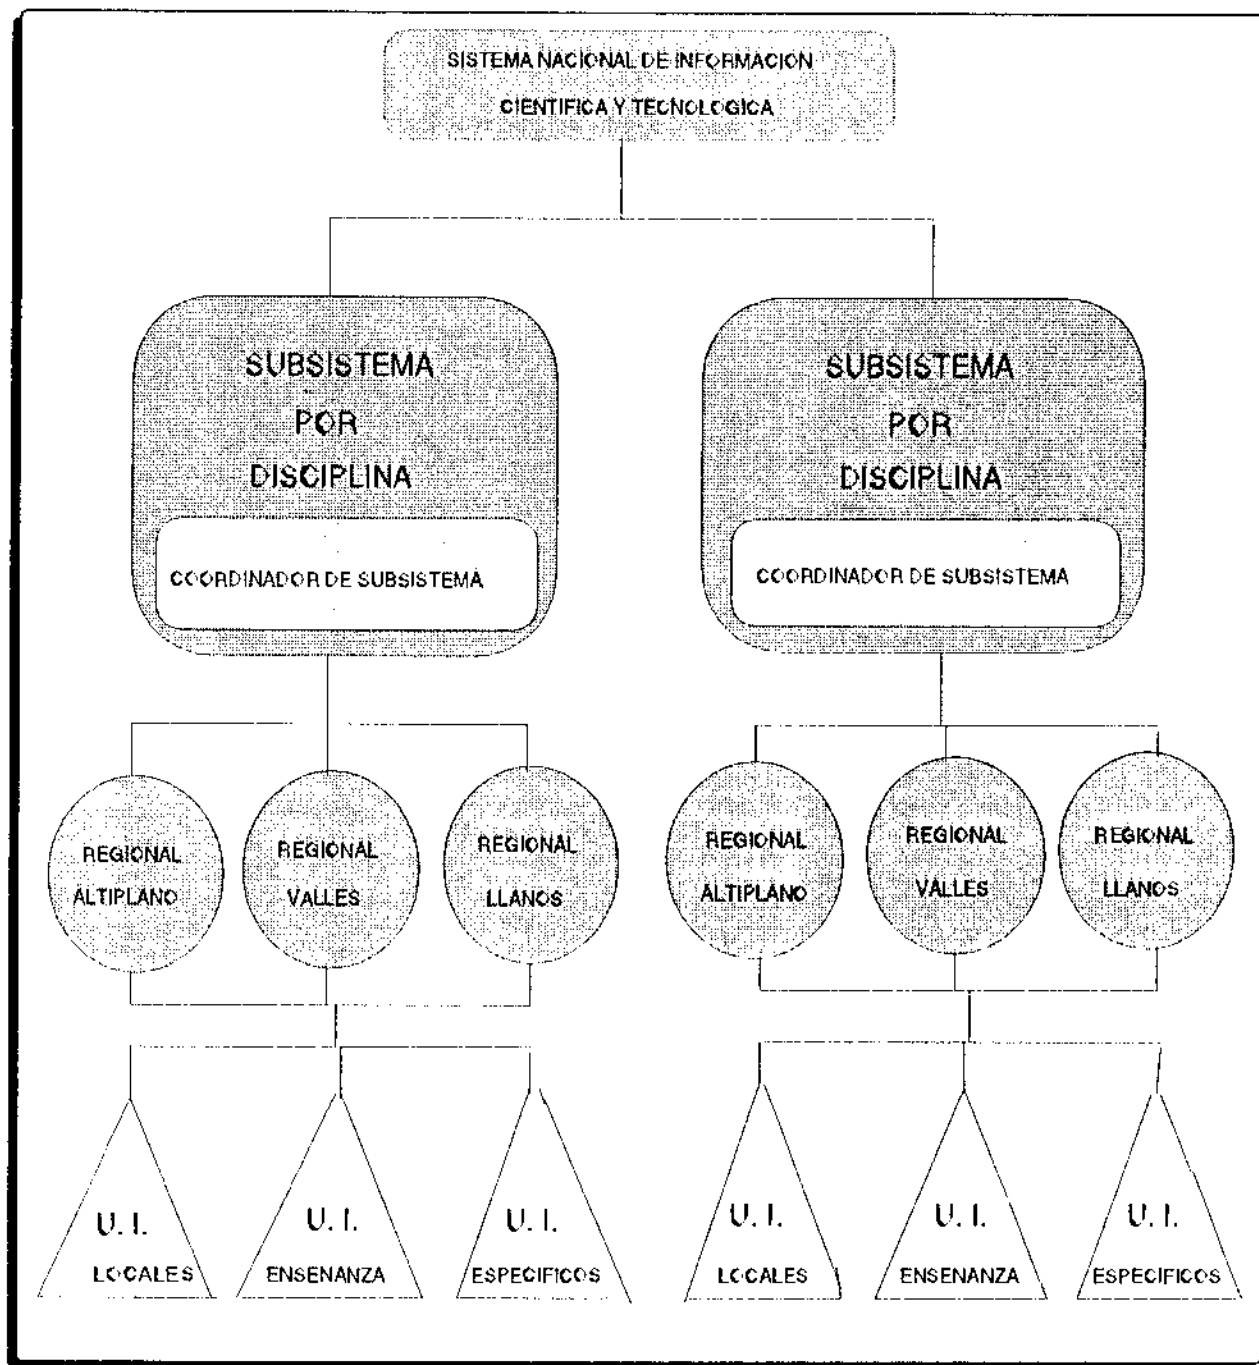 SISTEMA NACIONAL DE INFORMACION
CIENTIFICA Y TECNOLOGICA
SUBSISTEMA
POR
DISCIPLINA
COORDINADOR DE SUBSISTEMA
SUBSISTEMA
POR
DISCIPLINA
COORDINADOR DE SUBSISTEMA
REGIONAL
ALTIPLANO
REGIONAL
VALLES
REGIONAL
LLANOS
REGIONAL
ALTIPLANO
REGIONAL
VALLES
REGIONAL
LLANOS
U. I.
LOCALES
U. I.
ENSENANZA
U. I.
ESPECIFICOS
U. I.
LOCALES
U. I.
ENSENANZA
U. I.
ESPECIFICOS